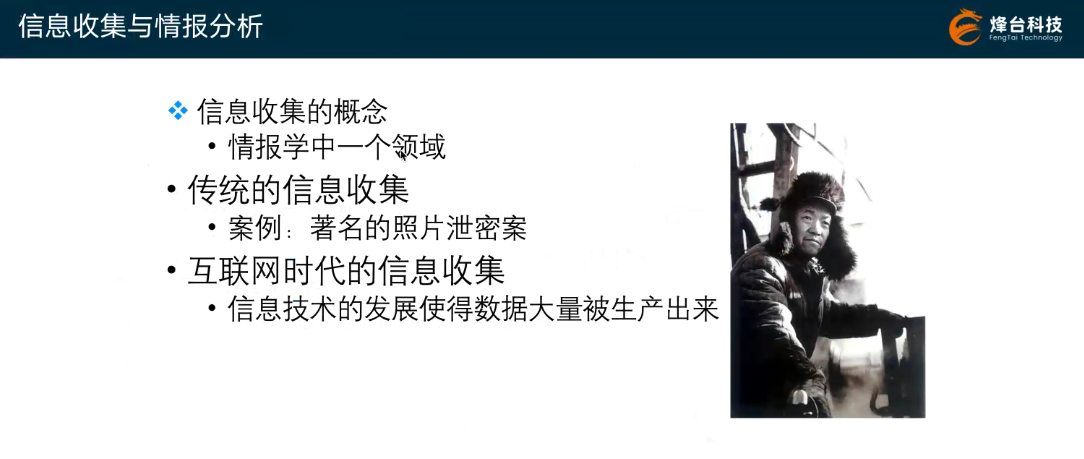 信息收集与情报分析
烽台科技
FengTai Technology
信息收集的概念
• 情报学中一个领域
• 传统的信息收集
• 案例：著名的照片泄密案
• 互联网时代的信息收集
• 信息技术的发展使得数据大量被生产出来